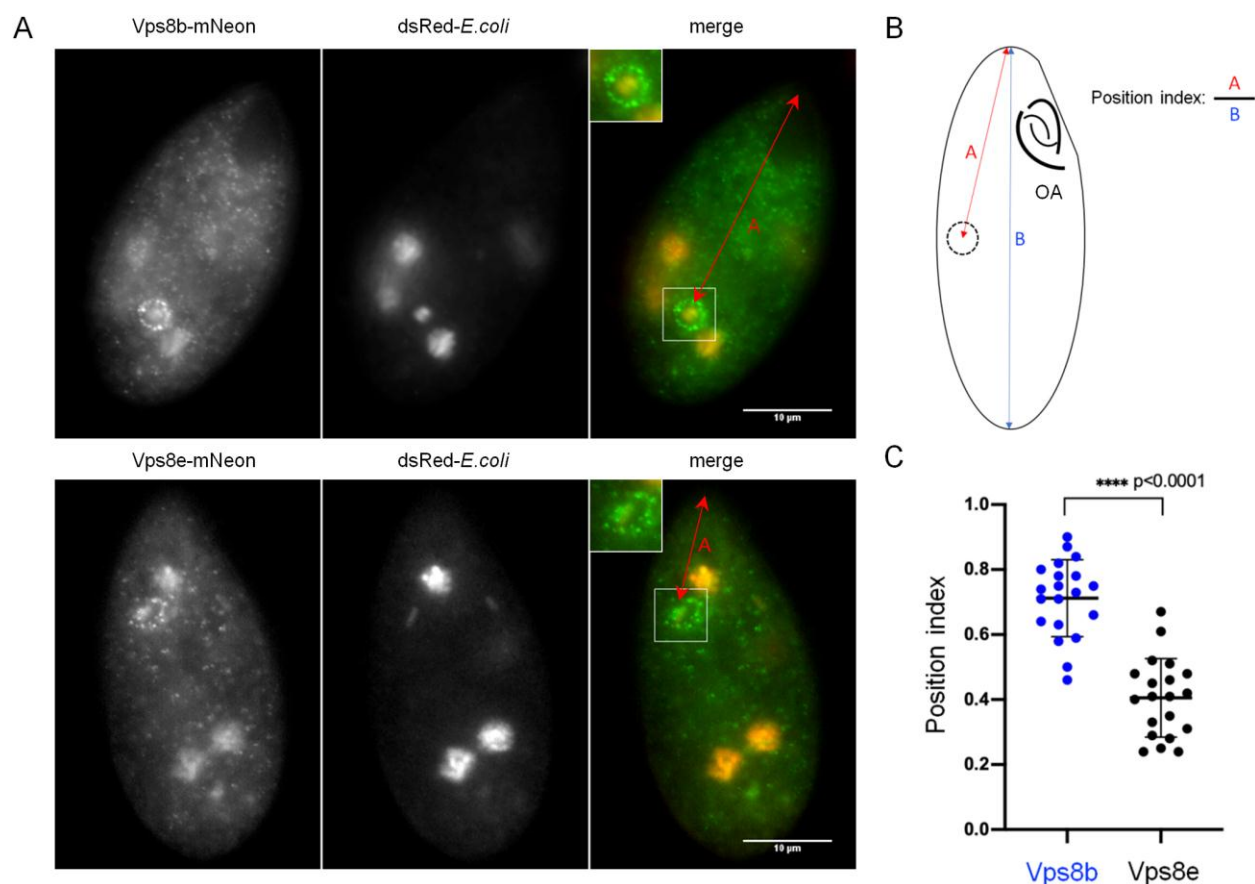 A
Vps8b-mNeon
dsRed-E.coli
merge
A
10 µm
Vps8e-mNeon
dsRed-E.coli
merge
A
10 µm
B
A
B
OA
Position index: A
B
C
**** p<0.0001
Position index
1.0
0.8
0.6
0.4
0.2
0.0
Vps8b
Vps8e